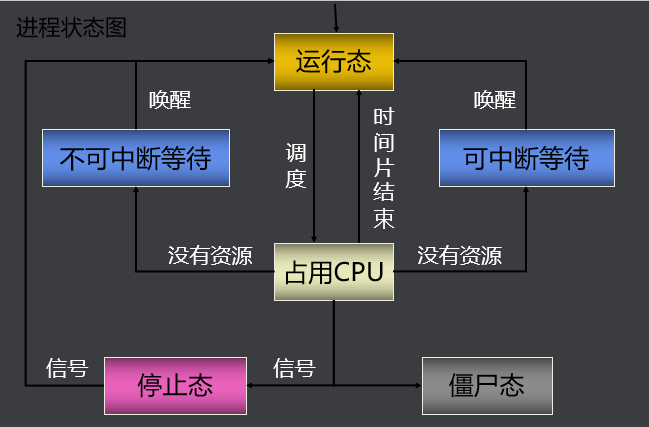 进程状态图
运行态
唤醒
唤醒
不可中断等待
调度
时间片结束
可中断等待
没有资源
占用CPU
没有资源
信号
停止态
信号
僵尸态